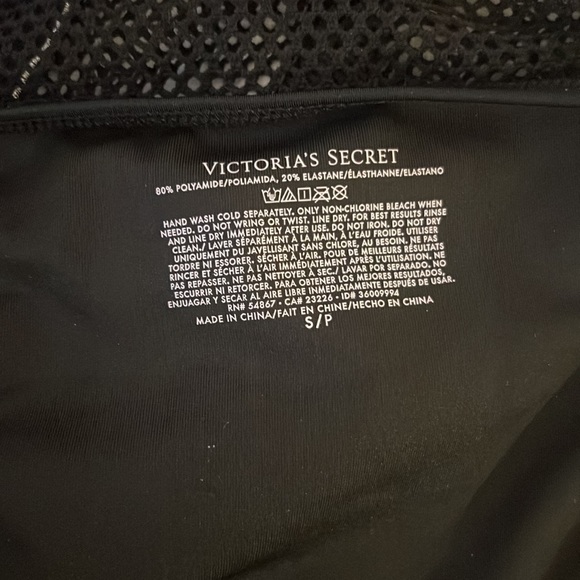 VICTORIA'S SECRET
80% POLYAMIDE/POLIAMIDA, 20% ELASTANE/ÉLASTHANNE/ELASTANO
HAND WASH COLD SEPARATELY. ONLY NON-CHLORINE BLEACH WHEN
NEEDED. DO NOT WRING OR TWIST. LINE DRY. FOR BEST RESULTS RINSE
AND LINE DRY IMMEDIATELY AFTER USE. DO NOT IRON. DO NOT DRY
CLEAN./ LAVER SÉPARÉMENT À LA MAIN, À L'EAU FROIDE. UTILISER
UNIQUEMENT DU JAVELLISANT SANS CHLORE, AU BESOIN. NE PAS
TORDRE NI ESSORER. SÉCHER À L'AIR. POUR DE MEILLEURS RÉSULTATS
RINCER ET SÉCHER À L'AIR IMMÉDIATEMENT APRÈS L'UTILISATION. NE
PAS REPASSER. NE PAS NETTOYER À SEC./ LAVAR POR SEPARADO. NO
ESCURRIR NI RETORCER. PARA OBTENER LOS MEJORES RESULTADOS,
ENJUAGAR Y SECAR AL AIRE LIBRE INMEDIATAMENTE DESPUÉS DE USAR.
RN# 54867 • CA# 23226 • ID# 36009994
MADE IN CHINA/FAIT EN CHINE/HECHO EN CHINA
S/P